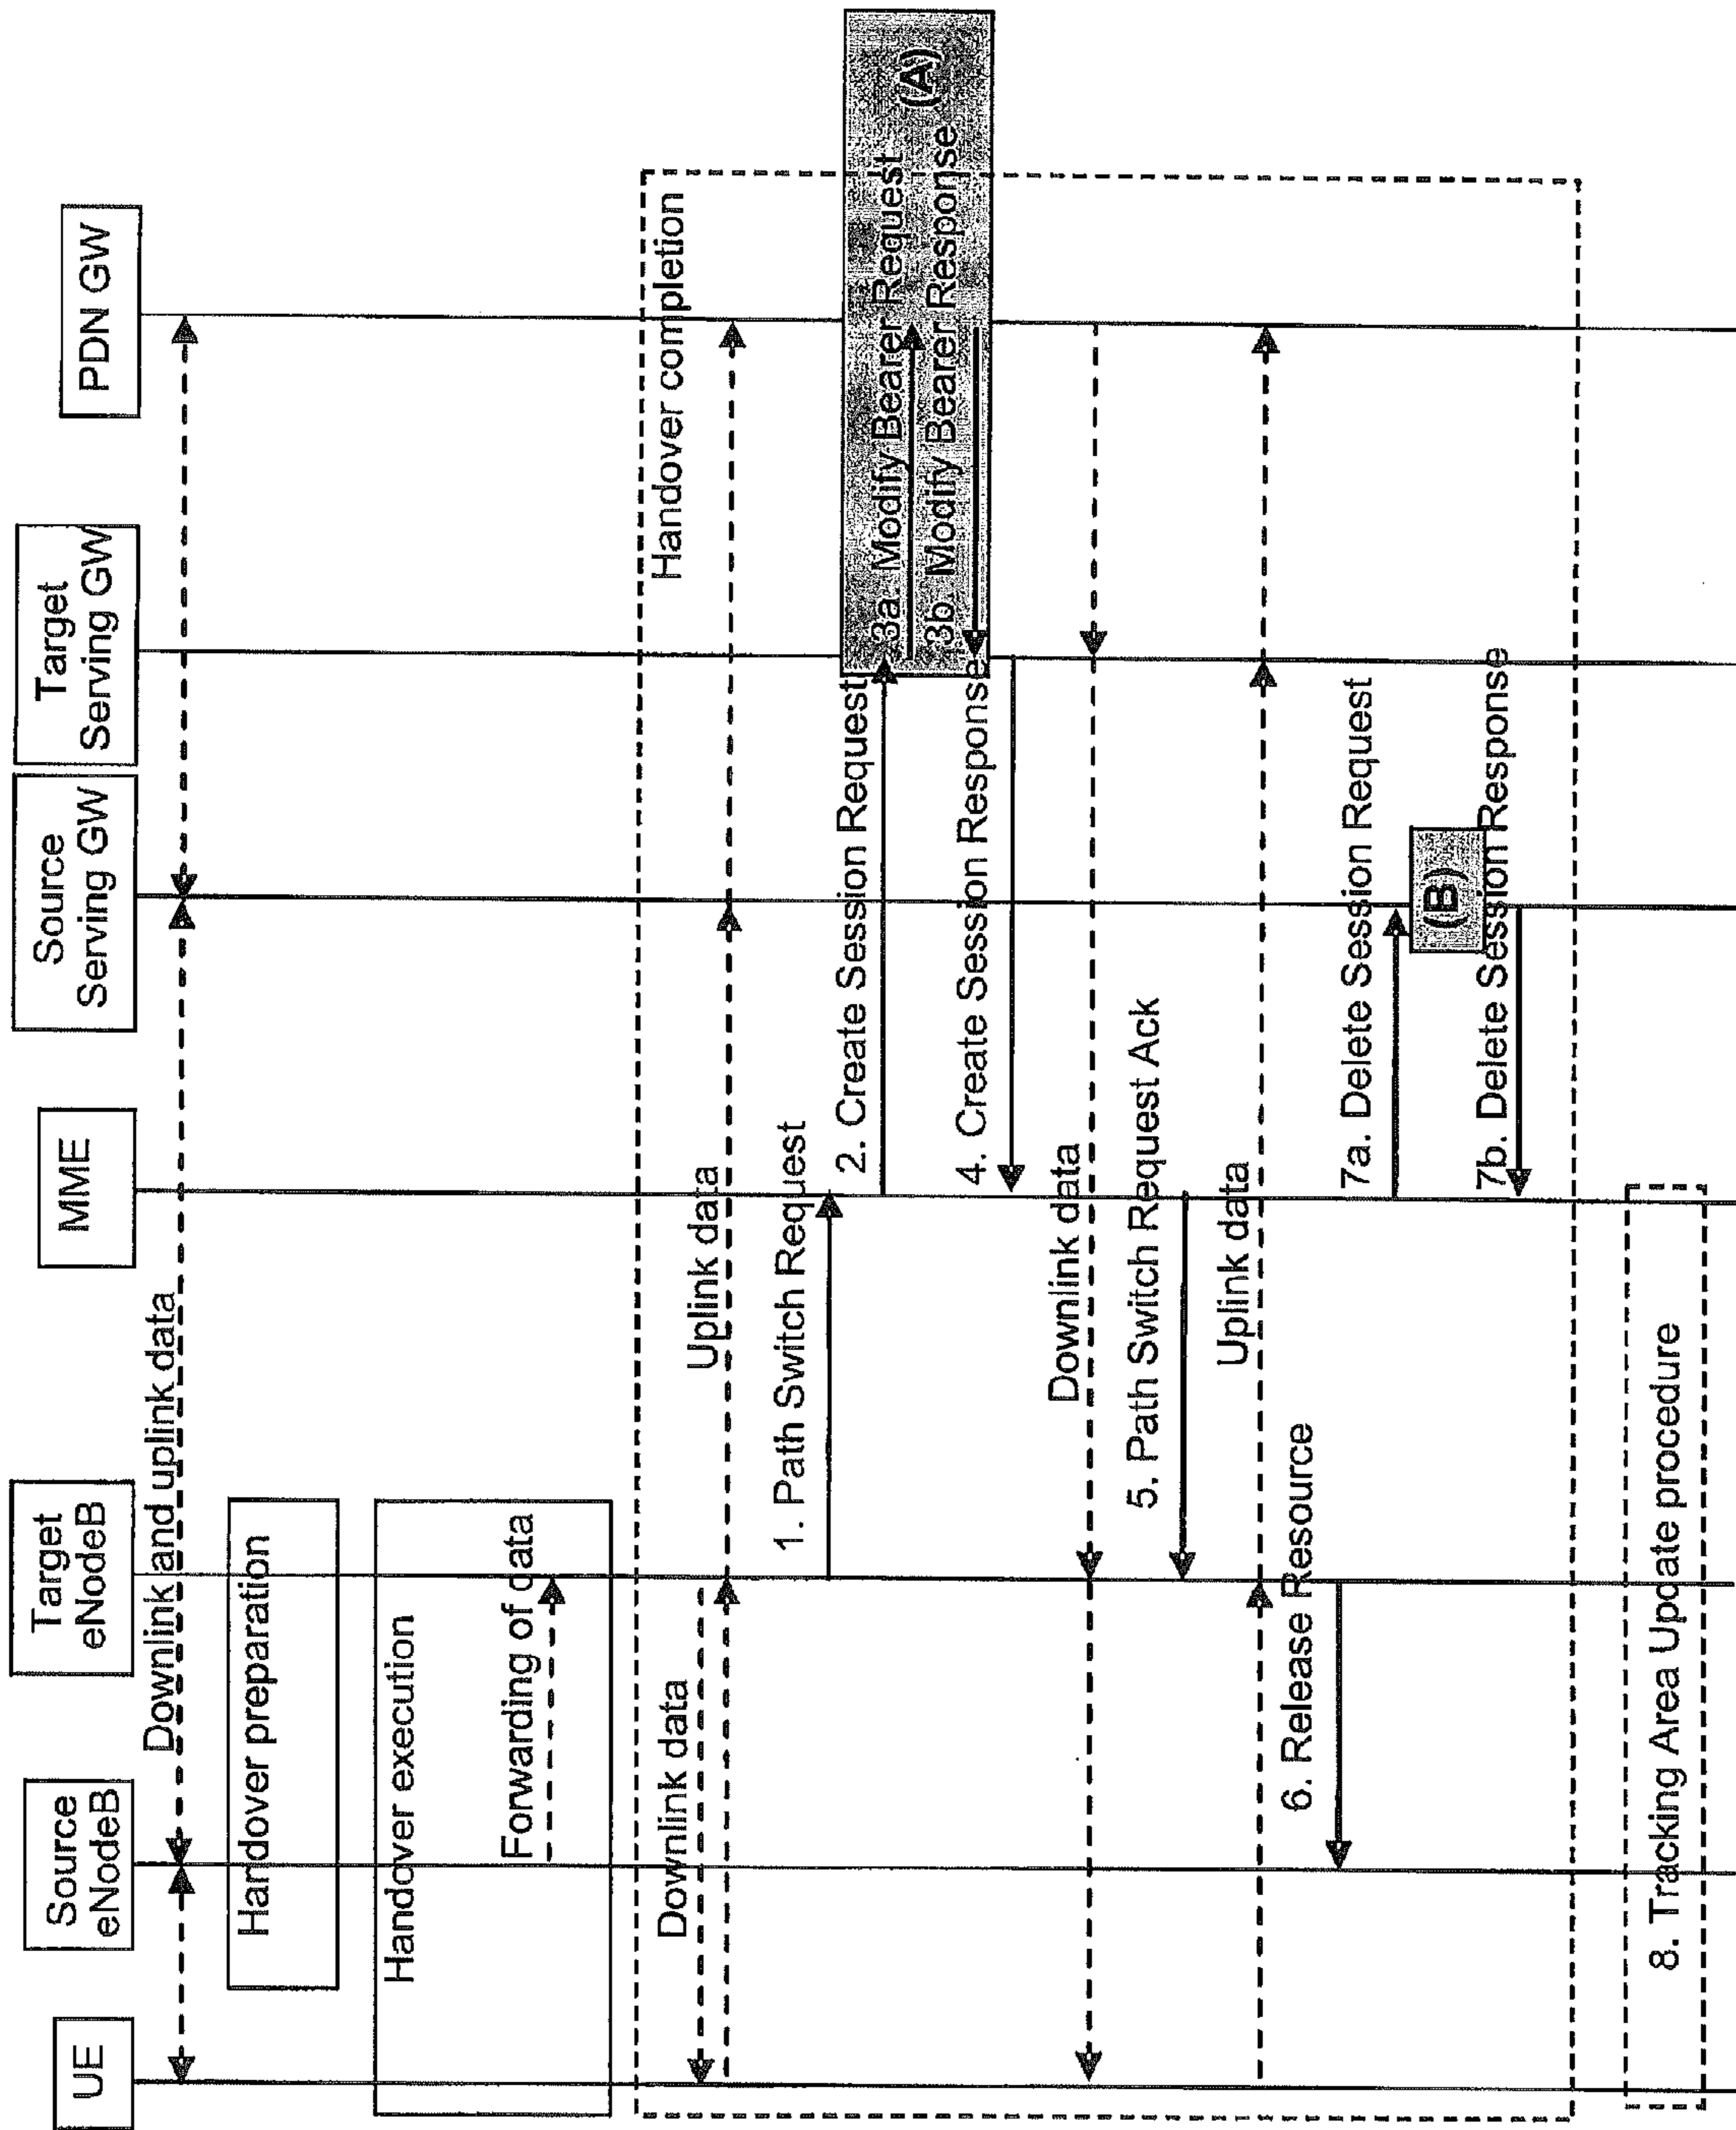 UE
Source
eNodeB
Target
eNodeB
MME
Source
Serving GW
Target
Serving GW
PDN GW
Downlink and uplink data
Handover preparation
Handover execution
Forwarding of data
Handover completion
Downlink data
Uplink data
1. Path Switch Request
2. Create Session Request
3a. Modify Bearer Request
(A)
3b. Modify Bearer Response
4. Create Session Response
Downlink data
5. Path Switch Request Ack
Uplink data
6. Release Resource
7a. Delete Session Request
(B)
7b. Delete Session Response
8. Tracking Area Update procedure